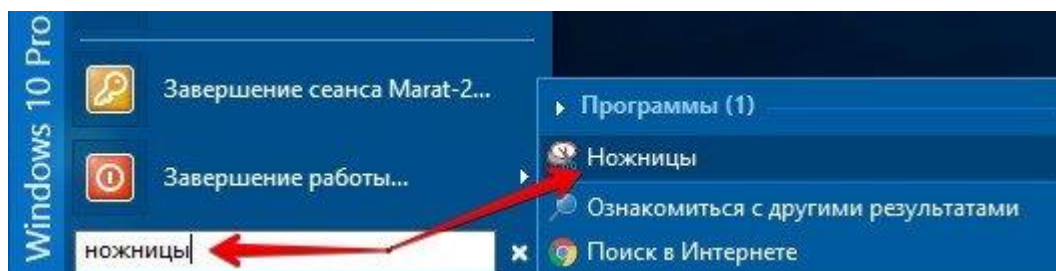 Windows 10 Pro
Завершение сеанса Marat-2...
Завершение работы...
ножницы
Программы (1)
Ножницы
Ознакомиться с другими результатами
Поиск в Интернете